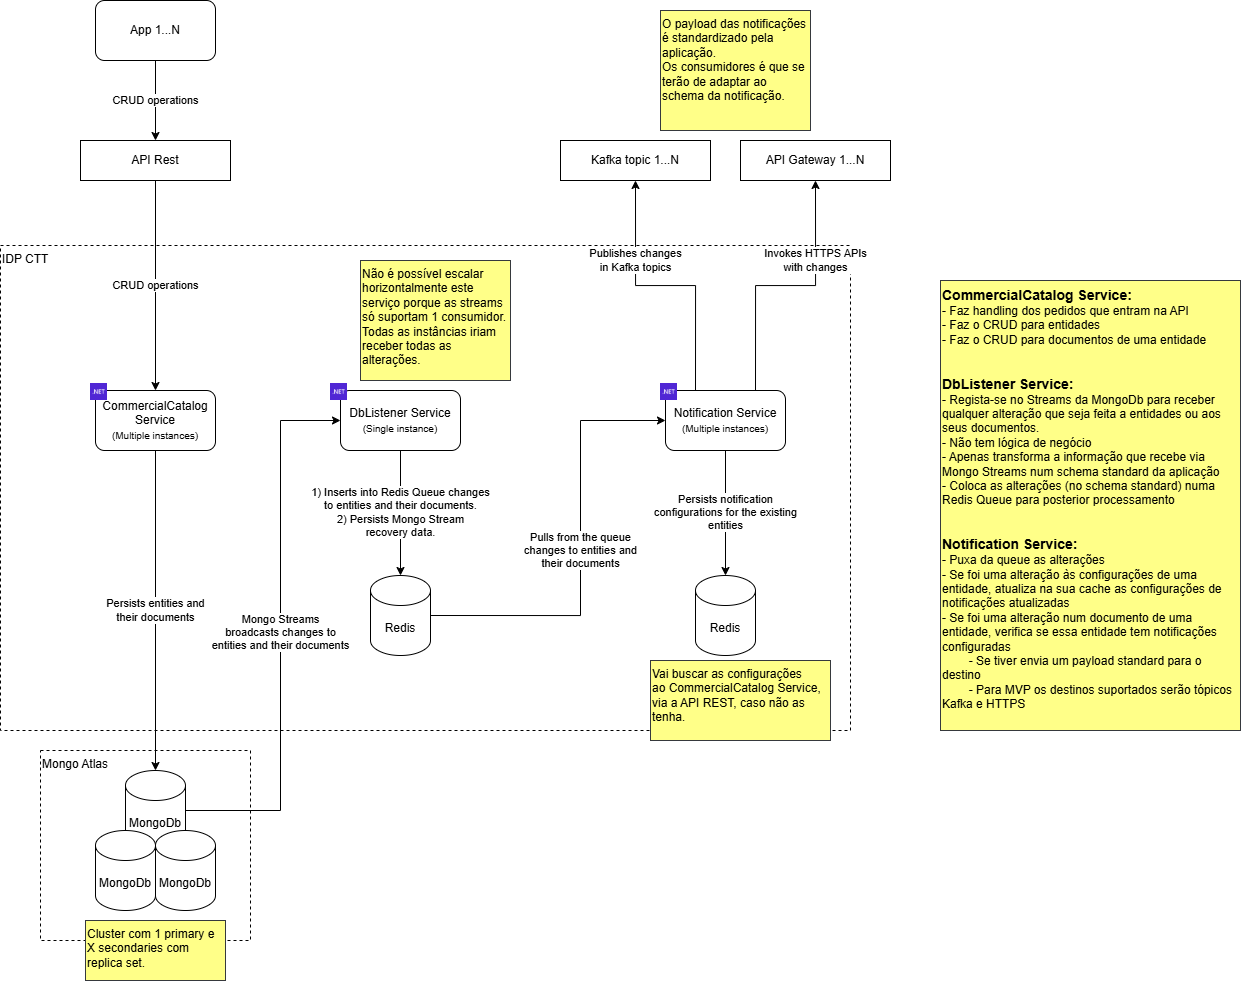 App 1...N
CRUD operations
API Rest
O payload das notificações
é standardizado pela
aplicação.
Os consumidores é que se
terão de adaptar ao
schema da notificação.
Kafka topic 1...N
API Gateway 1...N
Publishes changes
in Kafka topics
Invokes HTTPS APIs
with changes
IDP CTT
CRUD operations
Não é possível escalar
horizontalmente este
serviço porque as streams
só suportam 1 consumidor.
Todas as instâncias iriam
receber todas as
alterações.
.NET
CommercialCatalog
Service
(Multiple instances)
.NET
DbListener Service
(Single instance)
.NET
Notification Service
(Multiple instances)
1) Inserts into Redis Queue changes
to entities and their documents.
2) Persists Mongo Stream
recovery data.
Pulls from the queue
changes to entities and
their documents
Persists notification
configurations for the existing
entities
Redis
Redis
Persists entities and
their documents
Mongo Streams
broadcasts changes to
entities and their documents
Vai buscar as configurações
ao CommercialCatalog Service,
via a API REST, caso não as
tenha.
Mongo Atlas
MongoDb
MongoDb
MongoDb
Cluster com 1 primary e
X secondaries com
replica set.
CommercialCatalog Service:
- Faz handling dos pedidos que entram na API
- Faz o CRUD para entidades
- Faz o CRUD para documentos de uma entidade
DbListener Service:
- Regista-se no Streams da MongoDb para receber
qualquer alteração que seja feita a entidades ou aos
seus documentos.
- Não tem lógica de negócio
- Apenas transforma a informação que recebe via
Mongo Streams num schema standard da aplicação
- Coloca as alterações (no schema standard) numa
Redis Queue para posterior processamento
Notification Service:
- Puxa da queue as alterações
- Se foi uma alteração às configurações de uma
entidade, atualiza na sua cache as configurações de
notificações atualizadas
- Se foi uma alteração num documento de uma
entidade, verifica se essa entidade tem notificações
configuradas
- Se tiver envia um payload standard para o
destino
- Para MVP os destinos suportados serão tópicos
Kafka e HTTPS